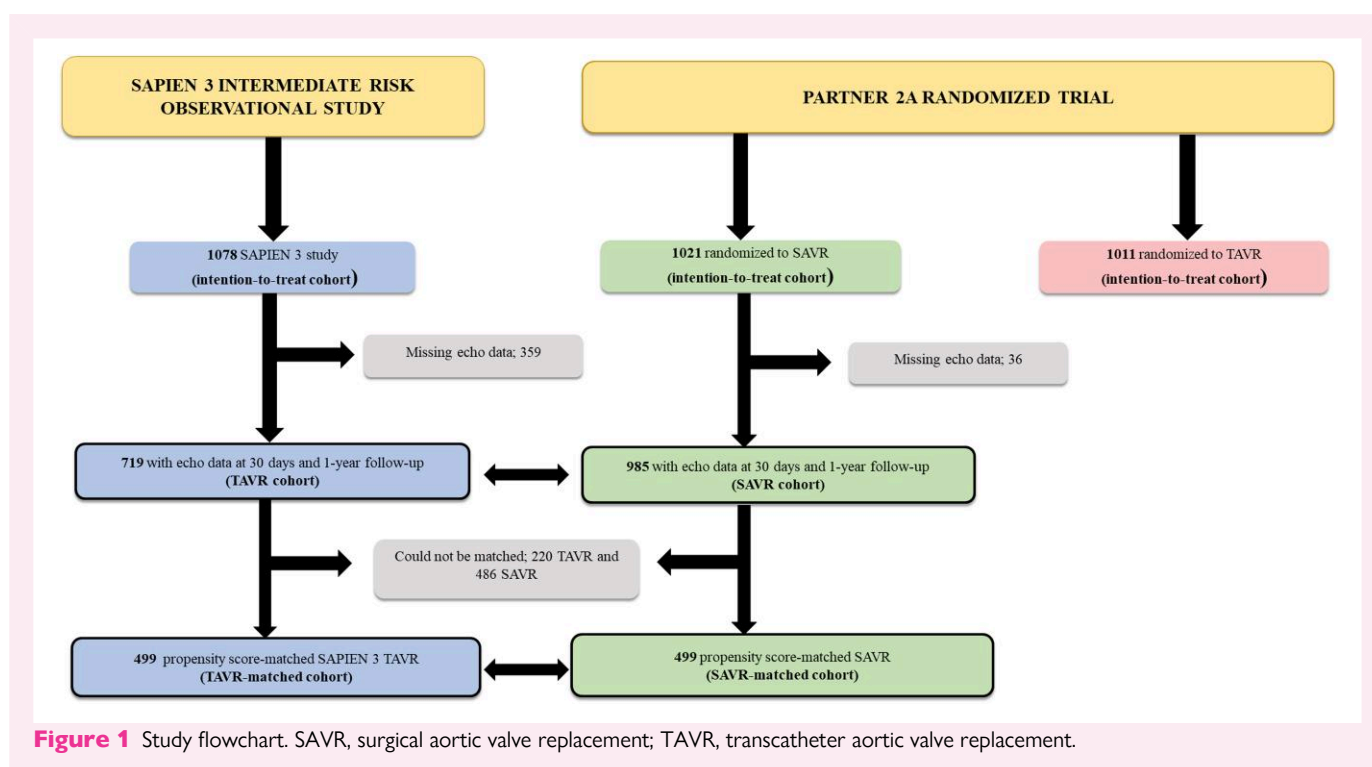 SAPIEN 3 INTERMEDIATE RISK
OBSERVATIONAL STUDY
PARTNER 2A RANDOMIZED TRIAL
1078 SAPIEN 3 study
(intention-to-treat cohort)
1021 randomized to SAVR
(intention-to-treat cohort)
1011 randomized to TAVR
(intention-to-treat cohort)
Missing echo data; 359
Missing echo data; 36
719 with echo data at 30 days and 1-year follow-up
(TAVR cohort)
985 with echo data at 30 days and 1-year follow-up
(SAVR cohort)
Could not be matched; 220 TAVR and
486 SAVR
499 propensity score-matched SAPIEN 3 TAVR
(TAVR-matched cohort)
499 propensity score-matched SAVR
(SAVR-matched cohort)
Figure 1 Study flowchart. SAVR, surgical aortic valve replacement; TAVR, transcatheter aortic valve replacement.